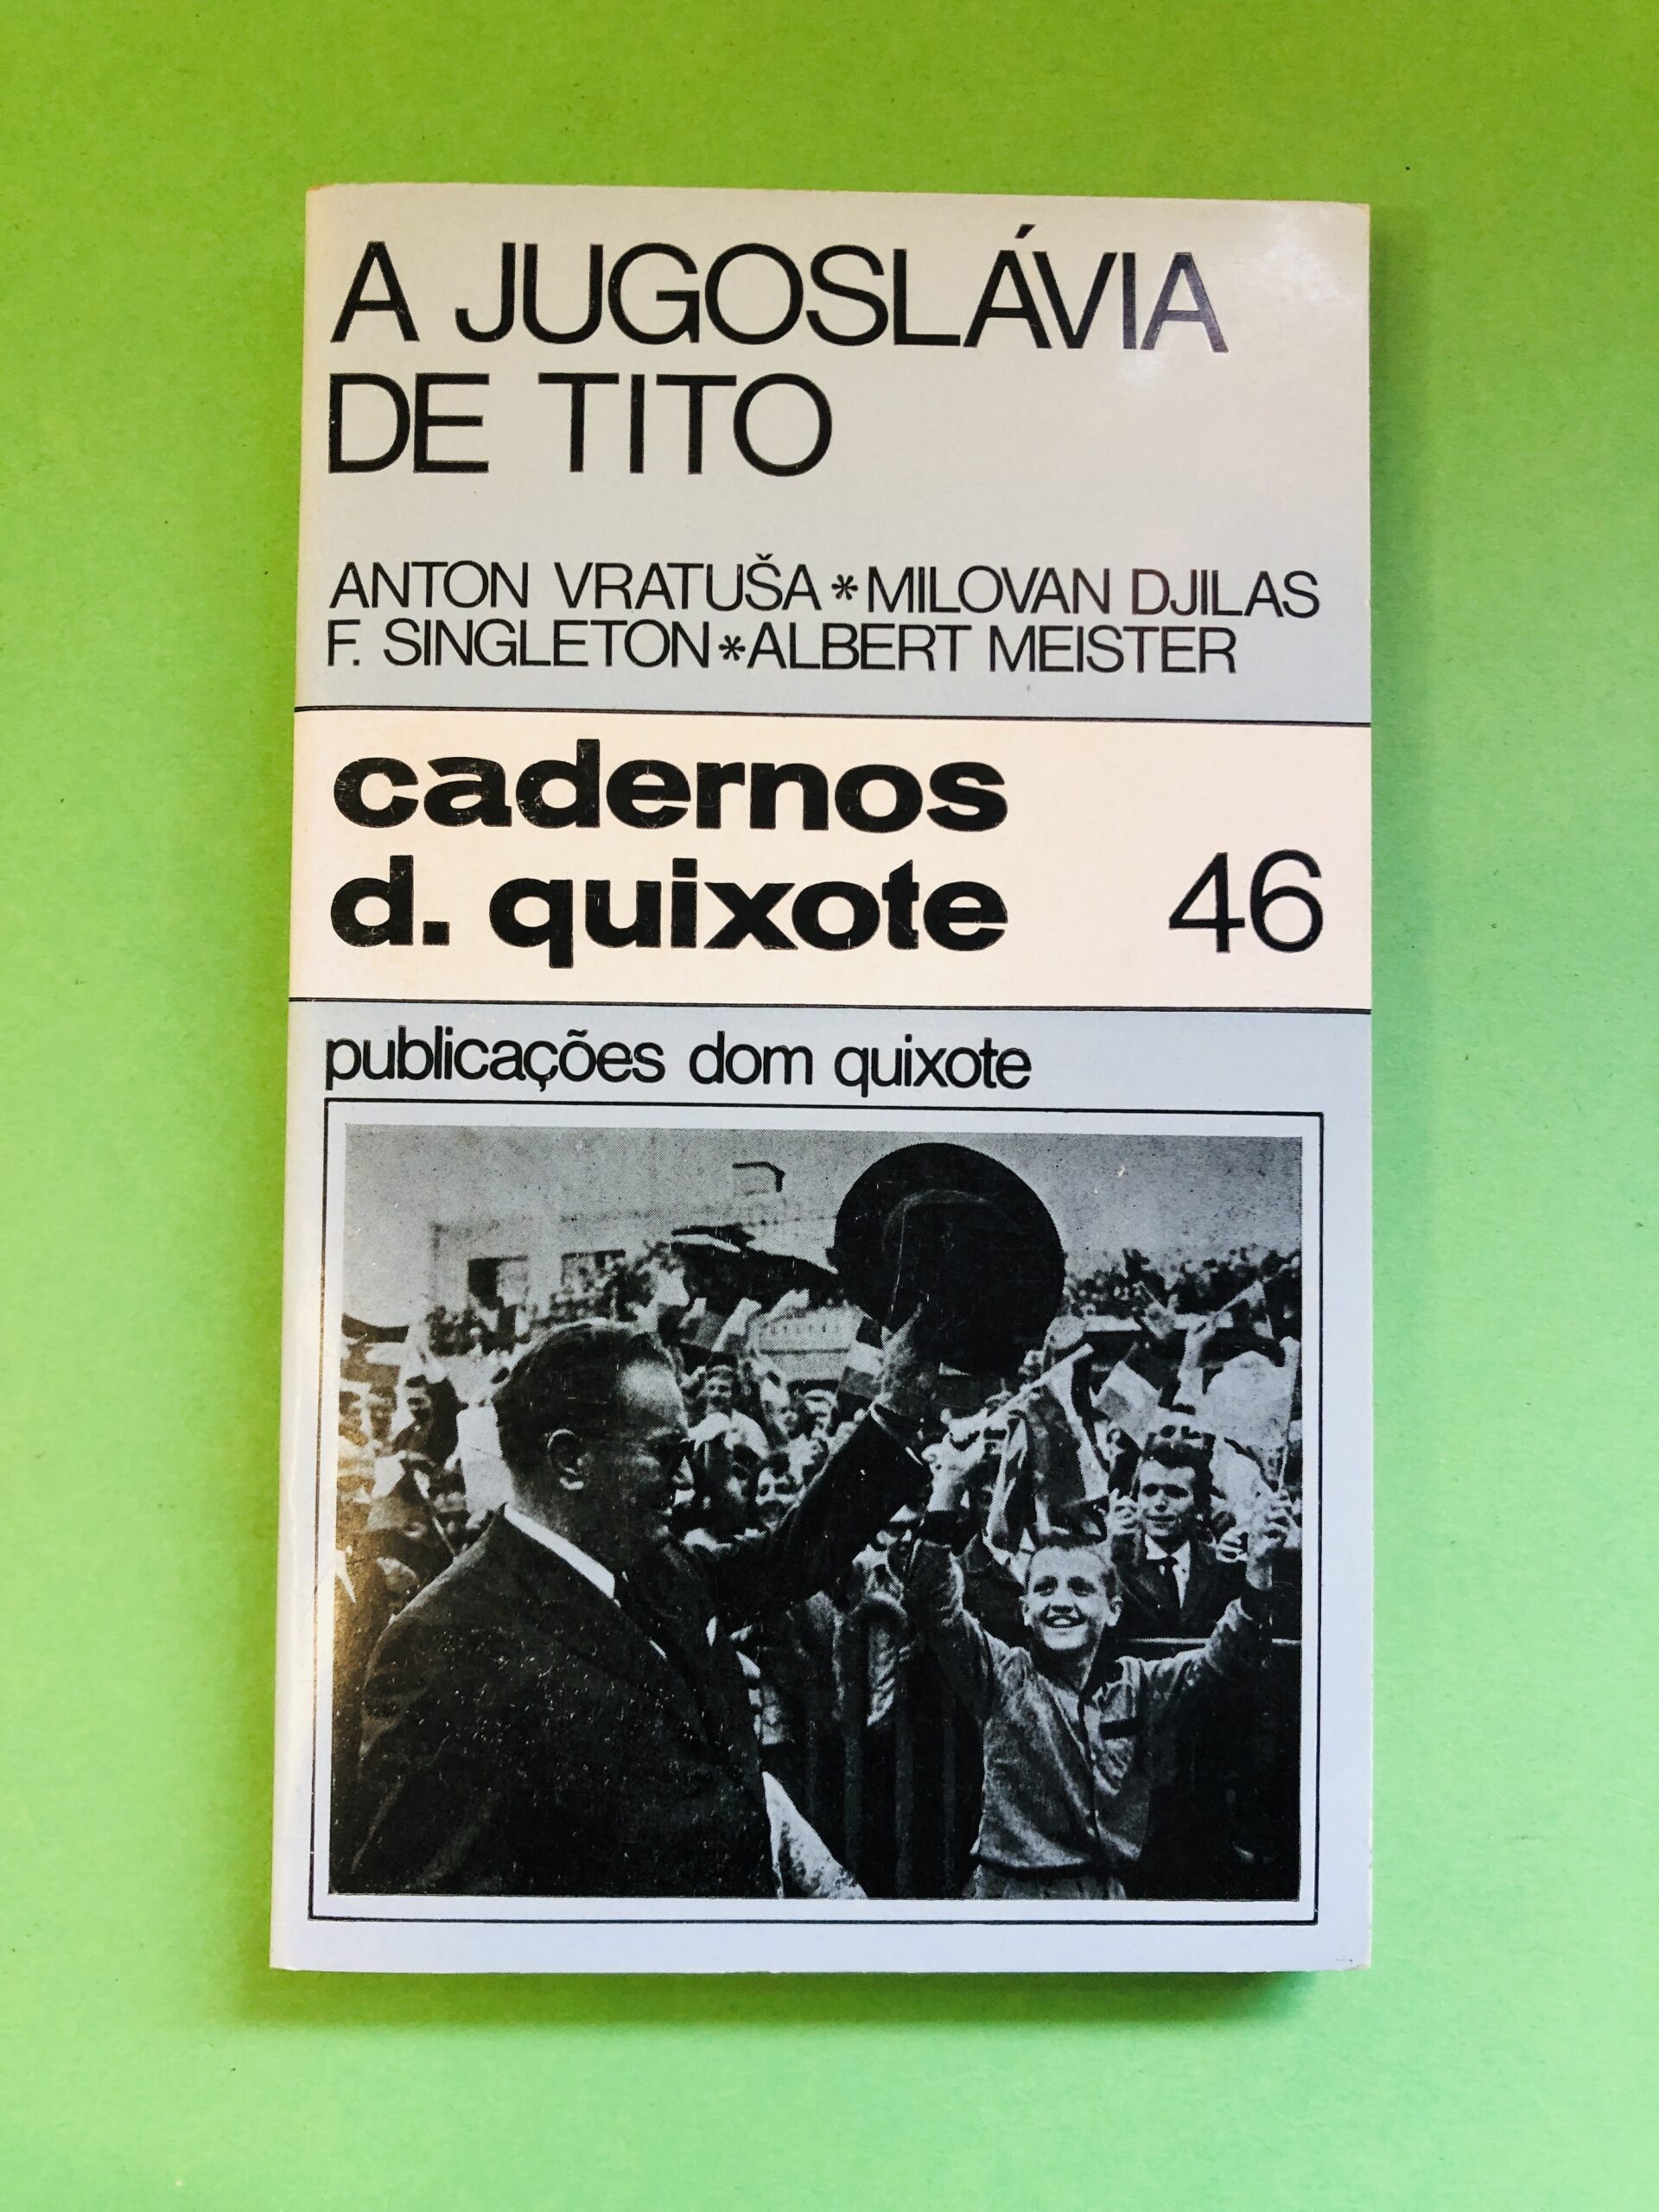 A JUGOSLÁVIA
DE TITO
ANTON VRATUŠA * MILOVAN DJILAS
F. SINGLETON * ALBERT MEISTER
cadernos
d. quixote 46
publicações dom quixote